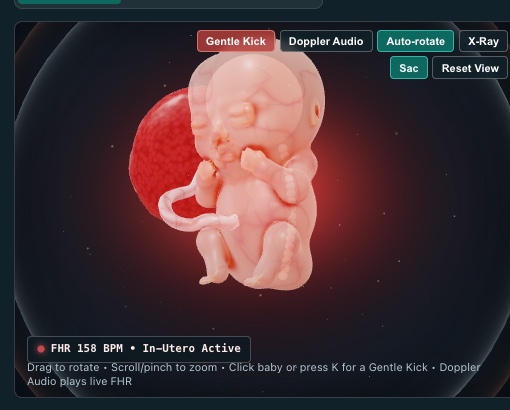 Gentle Kick Doppler Audio Auto-rotate X-Ray
Sac Reset View
FHR 158 BPM • In-Utero Active
Drag to rotate • Scroll/pinch to zoom • Click baby or press K for a Gentle Kick • Doppler
Audio plays live FHR